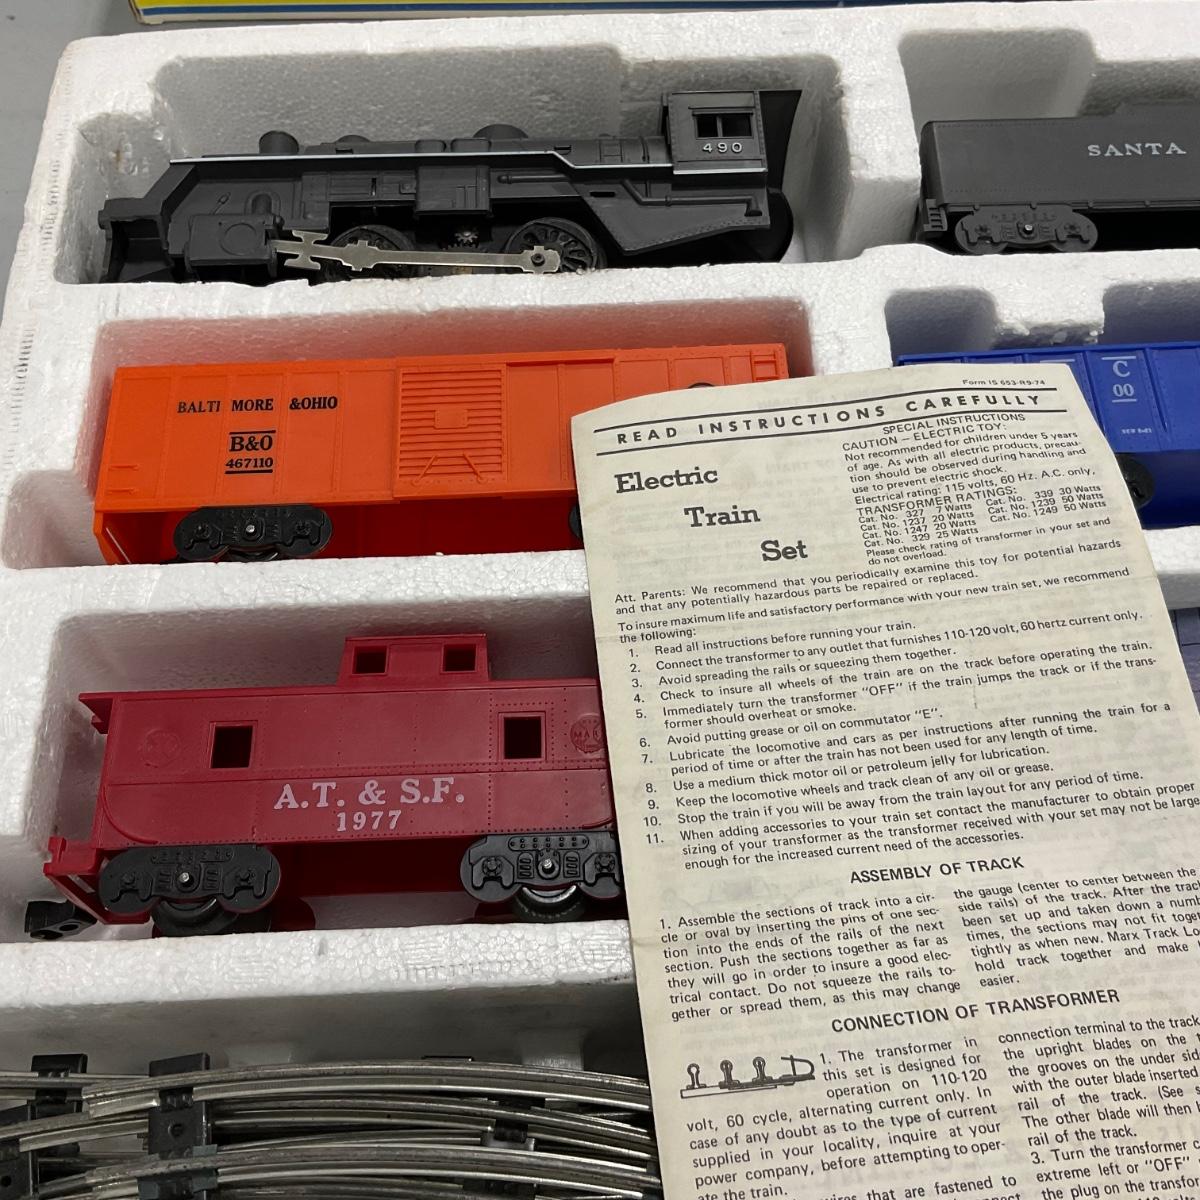 490
SANTA
BALTIMORE &OHIO
B&O
467110
C
00
A.T. & S.F.
1977
Form IS 653-R9-74
READ INSTRUCTIONS CAREFULLY
Electric
Train
Set
SPECIAL INSTRUCTIONS
CAUTION – ELECTRIC TOY:
Not recommended for children under 5 years
of age. As with all electric products, precau-
tion should be observed during handling and
use to prevent electric shock.
Electrical rating: 115 volts, 60 Hz. A.C. only,
TRANSFORMER RATINGS:
Cat. No. 327 7 Watts Cat. No. 339 30 Watts
Cat. No. 1237 20 Watts Cat. No. 1239 50 Watts
Cat. No. 1247 20 Watts Cat. No. 1249 50 Watts
Cat. No. 329 25 Watts
Please check rating of transformer in your set and
do not overload.
Att. Parents: We recommend that you periodically examine this toy for potential hazards
and that any potentially hazardous parts be repaired or replaced.
To insure maximum life and satisfactory performance with your new train set, we recommend
the following:
1. Read all instructions before running your train.
2. Connect the transformer to any outlet that furnishes 110-120 volt, 60 hertz current only.
3. Avoid spreading the rails or squeezing them together.
4. Check to insure all wheels of the train are on the track before operating the train.
5. Immediately turn the transformer "OFF" if the train jumps the track or if the trans-
former should overheat or smoke.
6. Avoid putting grease or oil on commutator "E".
7. Lubricate the locomotive and cars as per instructions after running the train for a
period of time or after the train has not been used for any length of time.
8. Use a medium thick motor oil or petroleum jelly for lubrication.
9. Keep the locomotive wheels and track clean of any oil or grease.
10. Stop the train if you will be away from the train layout for any period of time.
11. When adding accessories to your train set contact the manufacturer to obtain proper
sizing of your transformer as the transformer received with your set may not be large
enough for the increased current need of the accessories.
ASSEMBLY OF TRACK
1. Assemble the sections of track into a cir-
cle or oval by inserting the pins of one sec-
tion into the ends of the rails of the next
section. Push the sections together as far as
they will go in order to insure a good elec-
trical contact. Do not squeeze the rails to-
gether or spread them, as this may change
the gauge (center to center between the
side rails) of the track. After the trac
been set up and taken down a num
times, the sections may not fit toge
tightly as when new. Marx Track Lo
hold track together and make
easier.
CONNECTION OF TRANSFORMER
1. The transformer in
this set is designed for
operation on 110-120
volt, 60 cycle, alternating current only. In
case of any doubt as to the type of current
supplied in your locality, inquire at your
power company, before attempting to oper-
ate the train.
that are fastened to
connection terminal to the track
the upright blades on the
the grooves on the under sid
with the outer blade inserted
rail of the track. (See
The other blade will then
rail of the track.
3. Turn the transformer c
extreme left or "OFF"
the plug on the transfo